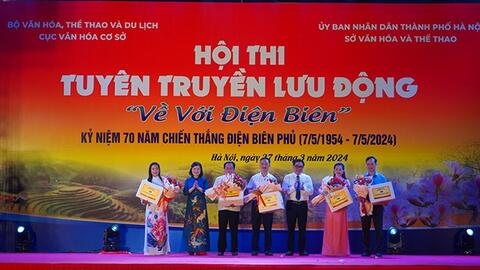 BỘ VĂN HÓA, THỂ THAO VÀ DU LỊCH
CỤC VĂN HÓA CƠ SỞ
ỦY BAN NHÂN DÂN THÀNH PHỐ HÀ NỘI
SỞ VĂN HÓA VÀ THỂ THAO
HỘI THI
TUYÊN TRUYỀN LƯU ĐỘNG
"Về Với Điện Biên"
KỶ NIỆM 70 NĂM CHIẾN THẮNG ĐIỆN BIÊN PHỦ (7/5/1954 - 7/5/2024)
Hà Nội, ngày 27 tháng 3 năm 2024